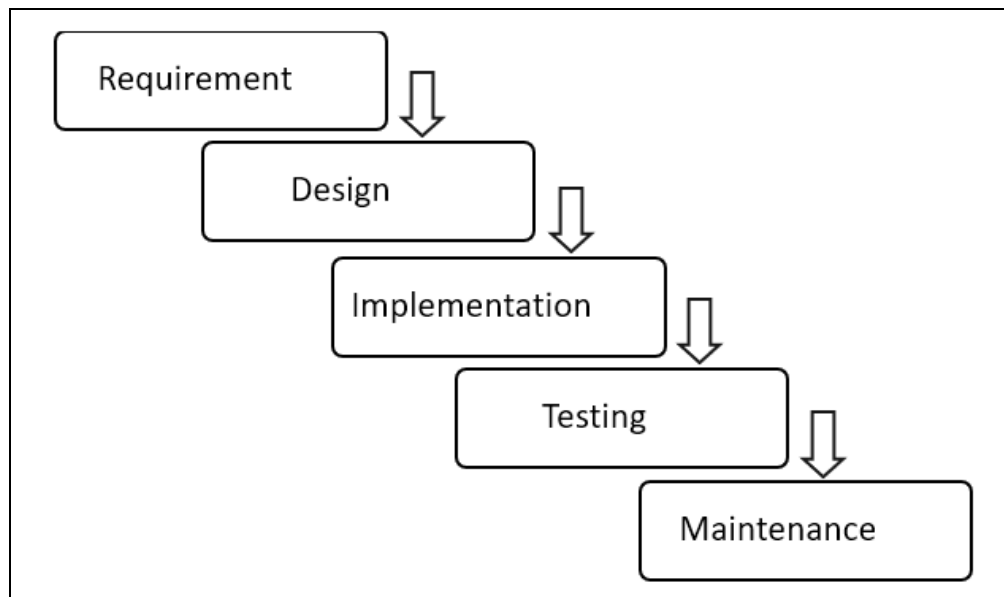 Requirement
Design
Implementation
Testing
Maintenance